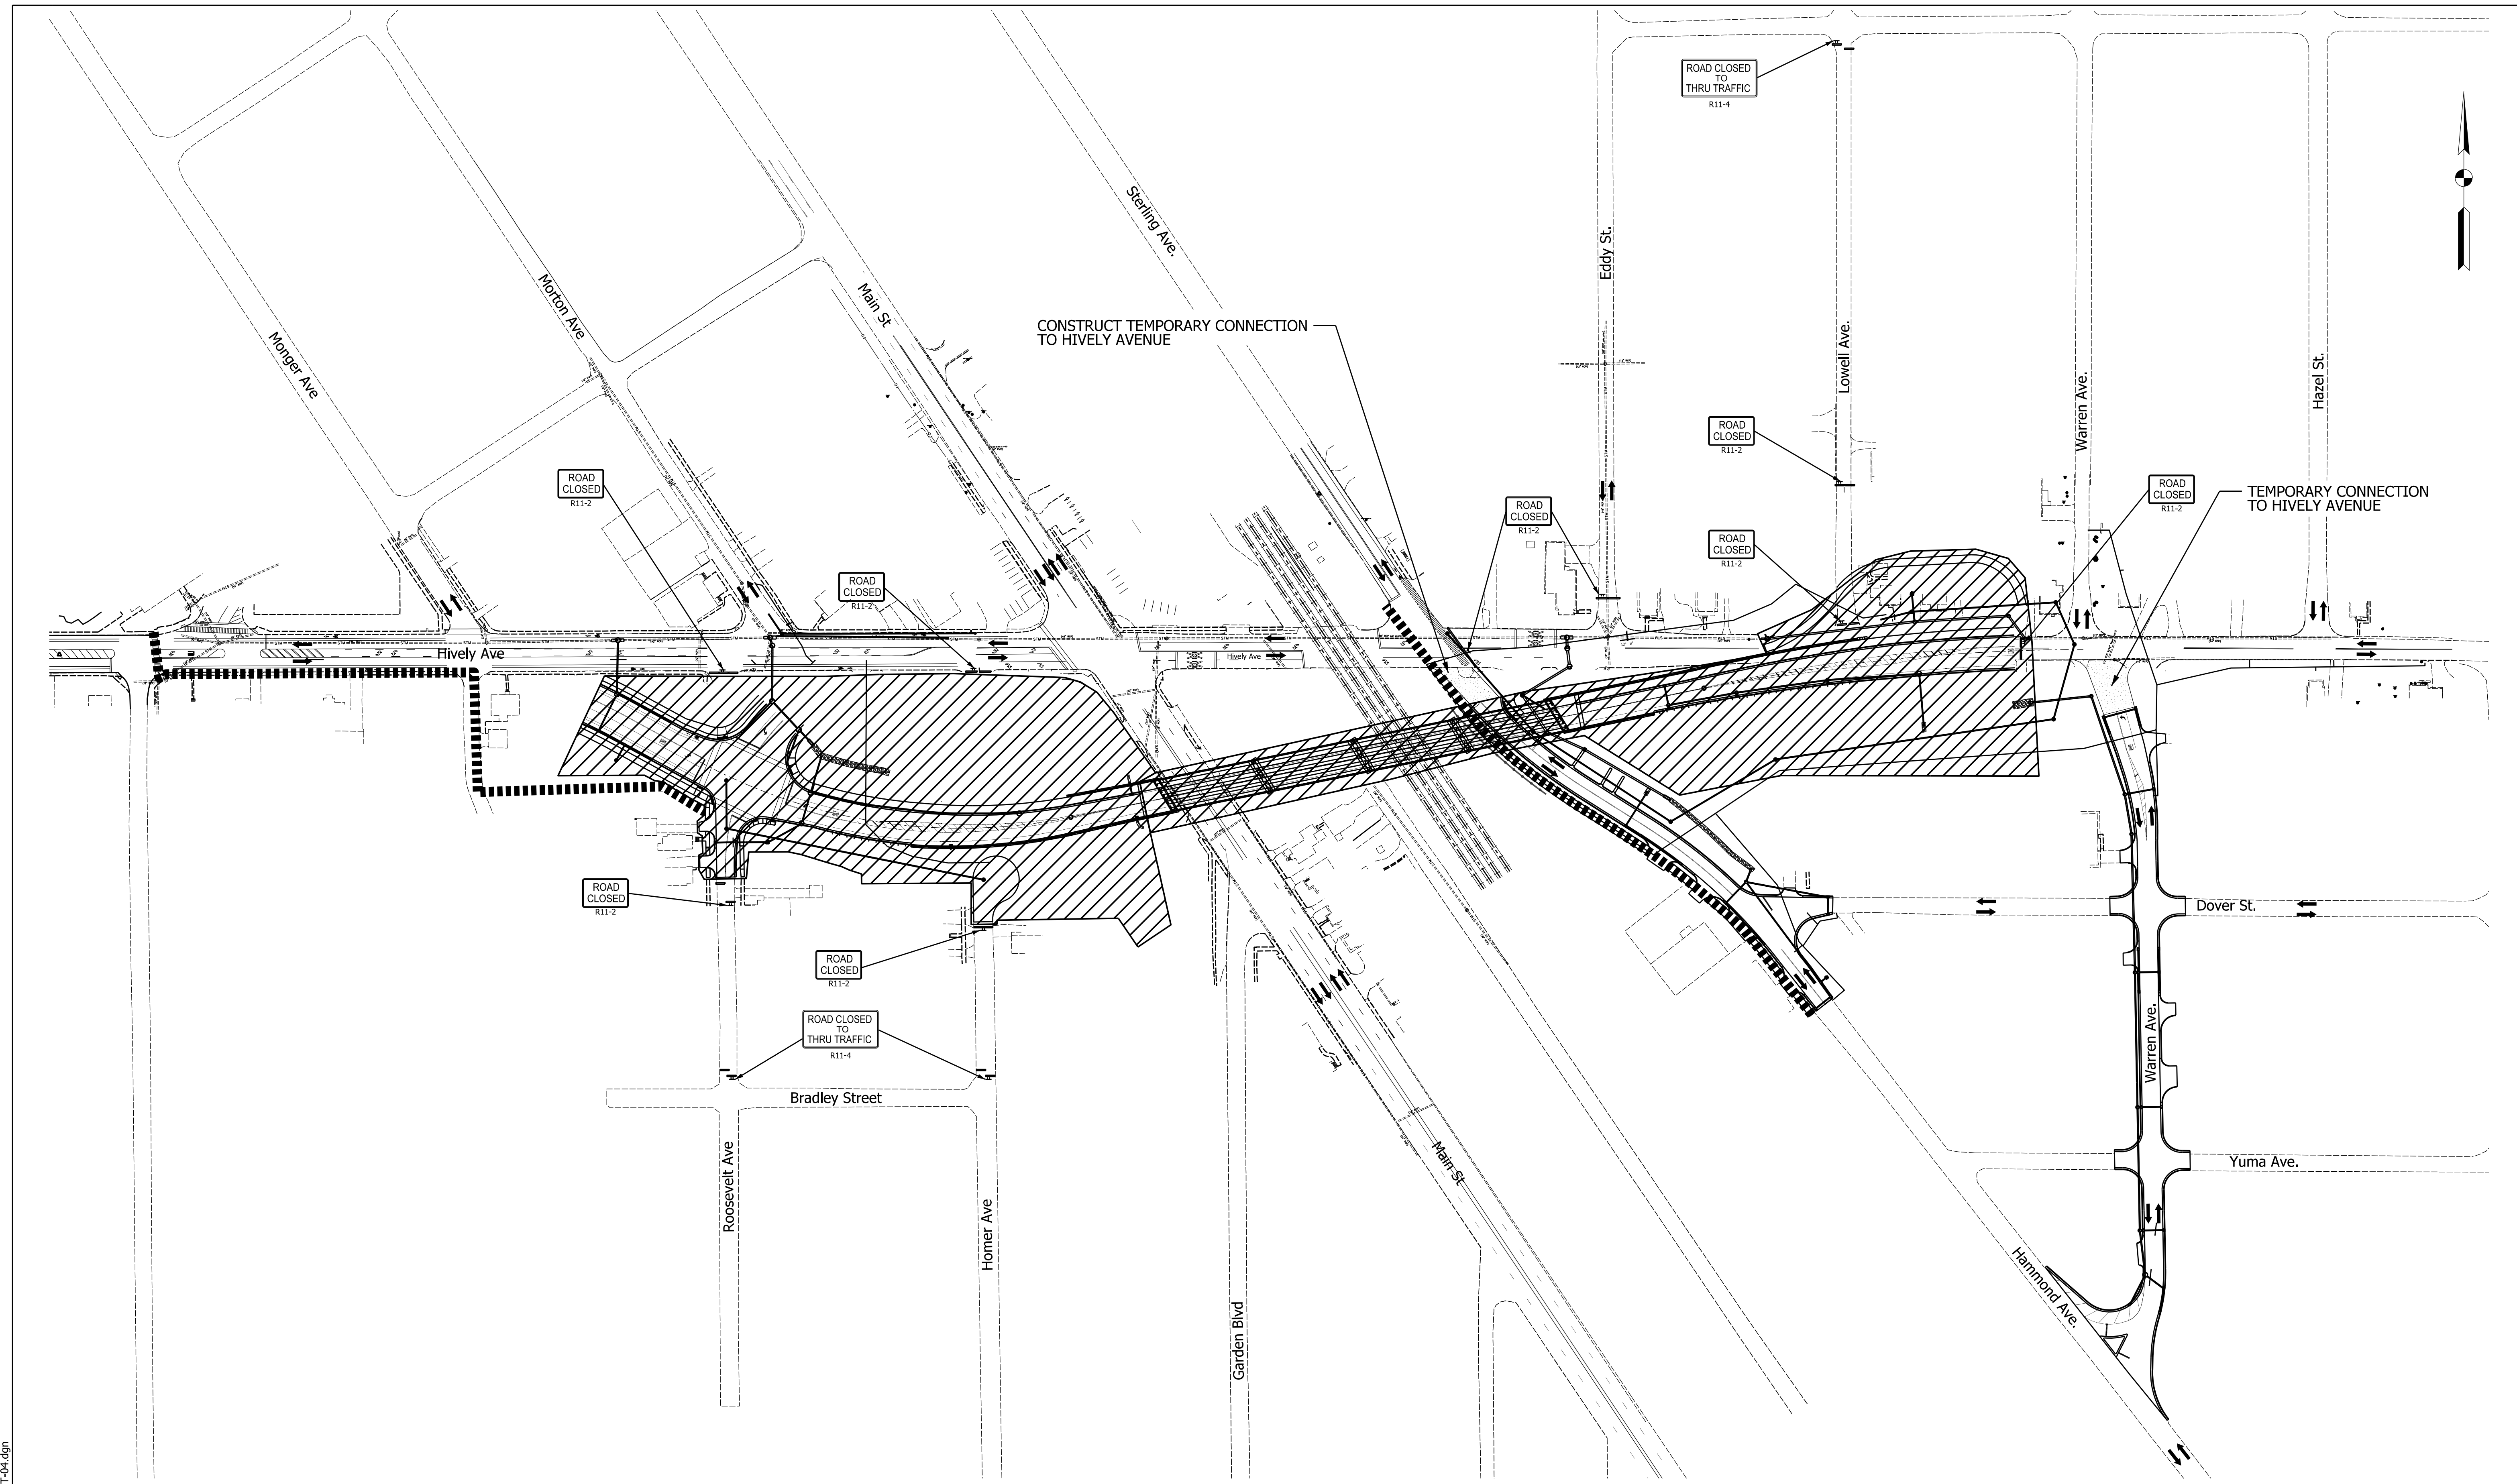 ROAD CLOSED
TO
THRU TRAFFIC
R11-4
Sterling Ave.
Eddy St.
Morton Ave
Main St
CONSTRUCT TEMPORARY CONNECTION
TO HIVELY AVENUE
Monger Ave
Lowell Ave.
Warren Ave.
Hazel St.
ROAD
CLOSED
R11-2
ROAD
CLOSED
R11-2
ROAD
CLOSED
R11-2
ROAD
CLOSED
R11-2
TEMPORARY CONNECTION
TO HIVELY AVENUE
ROAD
CLOSED
R11-2
ROAD
CLOSED
R11-2
Hively Ave
Hively Ave
ROAD
CLOSED
R11-2
Dover St.
ROAD
CLOSED
R11-2
ROAD CLOSED
TO
THRU TRAFFIC
R11-4
Bradley Street
Warren Ave.
Roosevelt Ave
Homer Ave
Main St
Yuma Ave.
Garden Blvd
Hammond Ave.
T-04.dgn